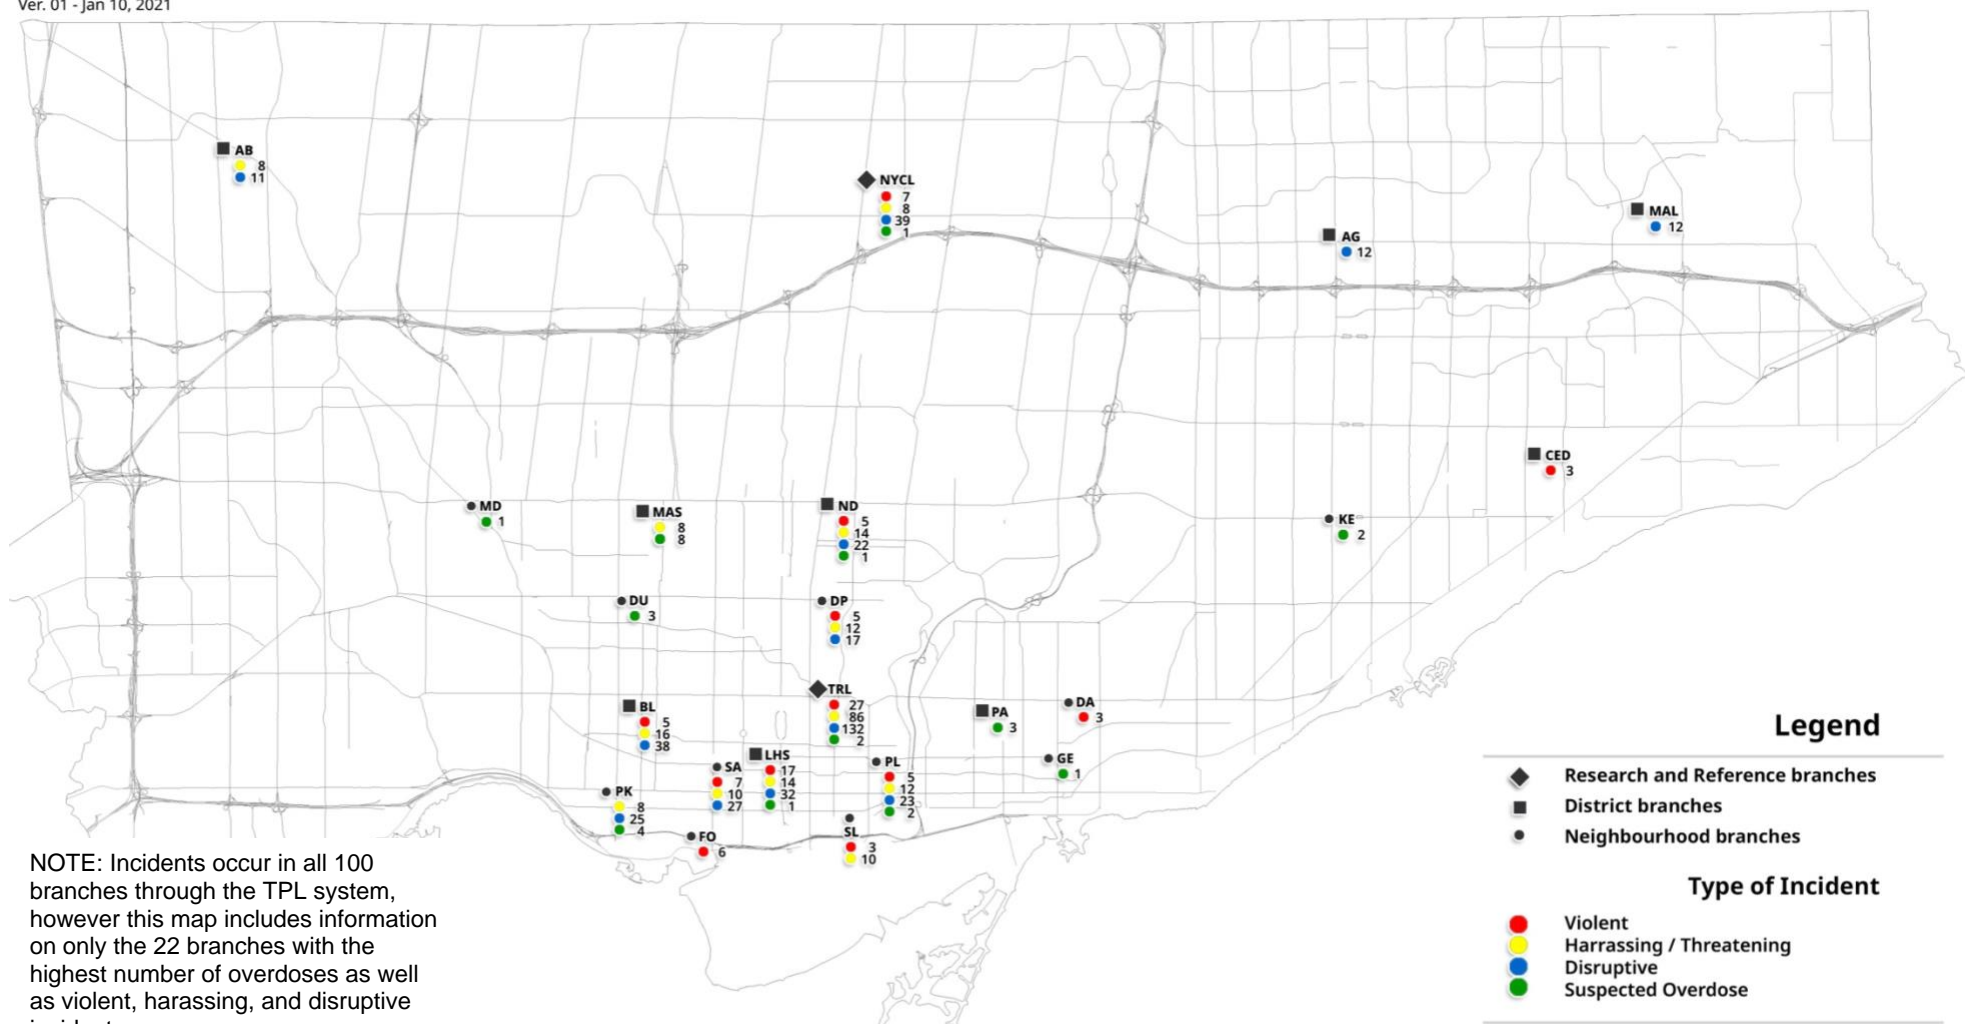 Ver. 01 - Jan 10, 2021
AB
8
11
NYCL
7
8
39
1
MAL
12
AG
12
CED
3
MD
1
MAS
8
8
ND
5
14
22
1
KE
2
DU
3
DP
5
12
17
TRL
27
86
132
2
BL
5
16
38
PA
3
DA
3
GE
1
LHS
17
14
32
1
SA
7
10
27
PL
5
12
23
2
PK
8
25
4
FO
6
SL
3
10
NOTE: Incidents occur in all 100
branches through the TPL system,
however this map includes information
on only the 22 branches with the
highest number of overdoses as well
as violent, harassing, and disruptive
Legend
Research and Reference branches
District branches
Neighbourhood branches
Type of Incident
Violent
Harrassing / Threatening
Disruptive
Suspected Overdose